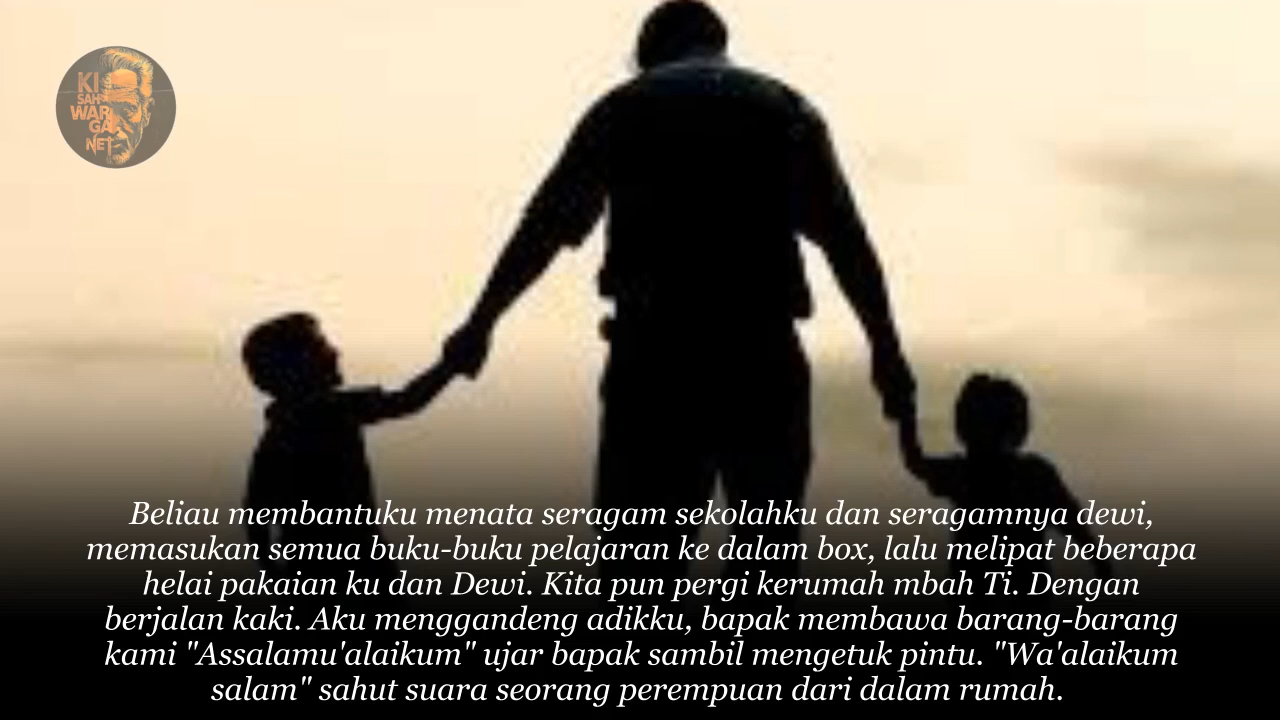 KI
SAH
WAR
GA
NET
Beliau membantuku menata seragam sekolahku dan seragamnya dewi,
memasukan semua buku-buku pelajaran ke dalam box, lalu melipat beberapa
helai pakaian ku dan Dewi. Kita pun pergi kerumah mbah Ti. Dengan
berjalan kaki. Aku menggandeng adikku, bapak membawa barang-barang
kami "Assalamu'alaikum" ujar bapak sambil mengetuk pintu. "Wa'alaikum
salam" sahut suara seorang perempuan dari dalam rumah.